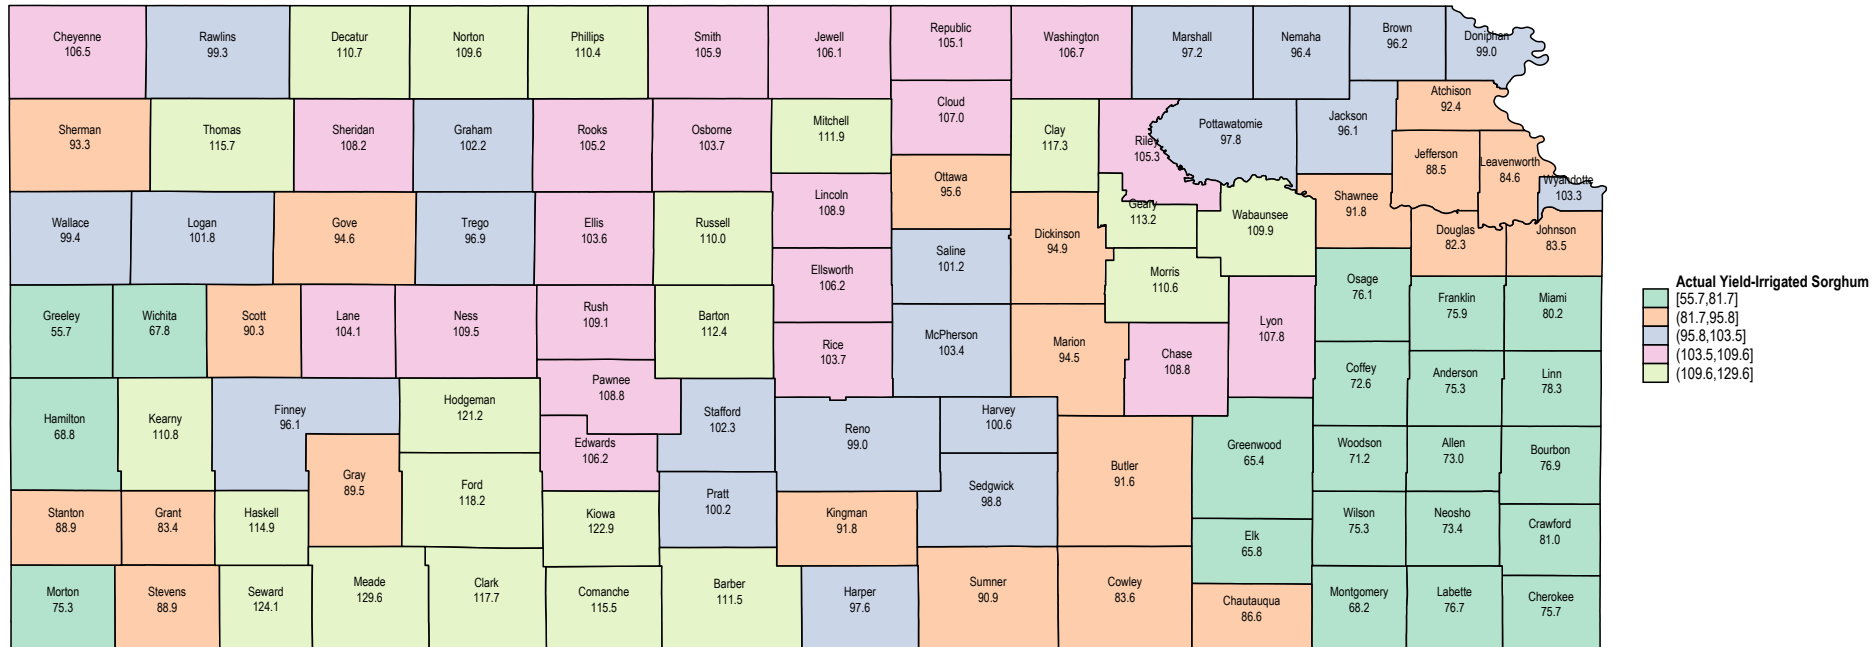 Cheyenne
106.5
Rawlins
99.3
Decatur
110.7
Norton
109.6
Phillips
110.4
Smith
105.9
Jewell
106.1
Republic
105.1
Washington
106.7
Marshall
97.2
Nemaha
96.4
Brown
96.2
Doniphan
99.0
Atchison
92.4
Sherman
93.3
Thomas
115.7
Sheridan
108.2
Graham
102.2
Rooks
105.2
Osborne
103.7
Mitchell
111.9
Cloud
107.0
Clay
117.3
Riley
105.3
Pottawatomie
97.8
Jackson
96.1
Jefferson
88.5
Leavenworth
84.6
Wyandotte
103.3
Wallace
99.4
Logan
101.8
Gove
94.6
Trego
96.9
Ellis
103.6
Russell
110.0
Lincoln
108.9
Ottawa
95.6
Dickinson
94.9
Geary
113.2
Wabaunsee
109.9
Shawnee
91.8
Douglas
82.3
Johnson
83.5
Ellsworth
106.2
Saline
101.2
Morris
110.6
Osage
76.1
Franklin
75.9
Miami
80.2
Greeley
55.7
Wichita
67.8
Scott
90.3
Lane
104.1
Ness
109.5
Rush
109.1
Barton
112.4
Rice
103.7
McPherson
103.4
Marion
94.5
Chase
108.8
Lyon
107.8
Coffey
72.6
Anderson
75.3
Linn
78.3
Hamilton
68.8
Kearny
110.8
Finney
96.1
Hodgeman
121.2
Pawnee
108.8
Stafford
102.3
Reno
99.0
Harvey
100.6
Butler
91.6
Greenwood
65.4
Woodson
71.2
Allen
73.0
Bourbon
76.9
Gray
89.5
Ford
118.2
Edwards
106.2
Pratt
100.2
Kingman
91.8
Sedgwick
98.8
Elk
65.8
Wilson
75.3
Neosho
73.4
Crawford
81.0
Stanton
88.9
Grant
83.4
Haskell
114.9
Kiowa
122.9
Morton
75.3
Stevens
88.9
Seward
124.1
Meade
129.6
Clark
117.7
Comanche
115.5
Barber
111.5
Harper
97.6
Sumner
90.9
Cowley
83.6
Chautauqua
86.6
Montgomery
68.2
Labette
76.7
Cherokee
75.7
Actual Yield-Irrigated Sorghum
[55.7,81.7]
(81.7,95.8]
(95.8,103.5]
(103.5,109.6]
(109.6,129.6]